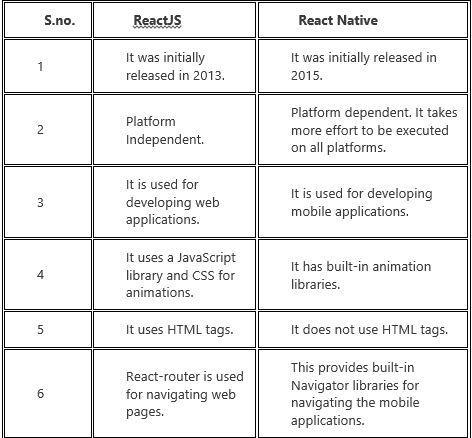 S.no. ReactJS React Native
1 It was initially released in 2013. It was initially released in 2015.
2 Platform Independent. Platform dependent. It takes more effort to be executed on all platforms.
3 It is used for developing web applications. It is used for developing mobile applications.
4 It uses a JavaScript library and CSS for animations. It has built-in animation libraries.
5 It uses HTML tags. It does not use HTML tags.
6 React-router is used for navigating web pages. This provides built-in Navigator libraries for navigating the mobile applications.